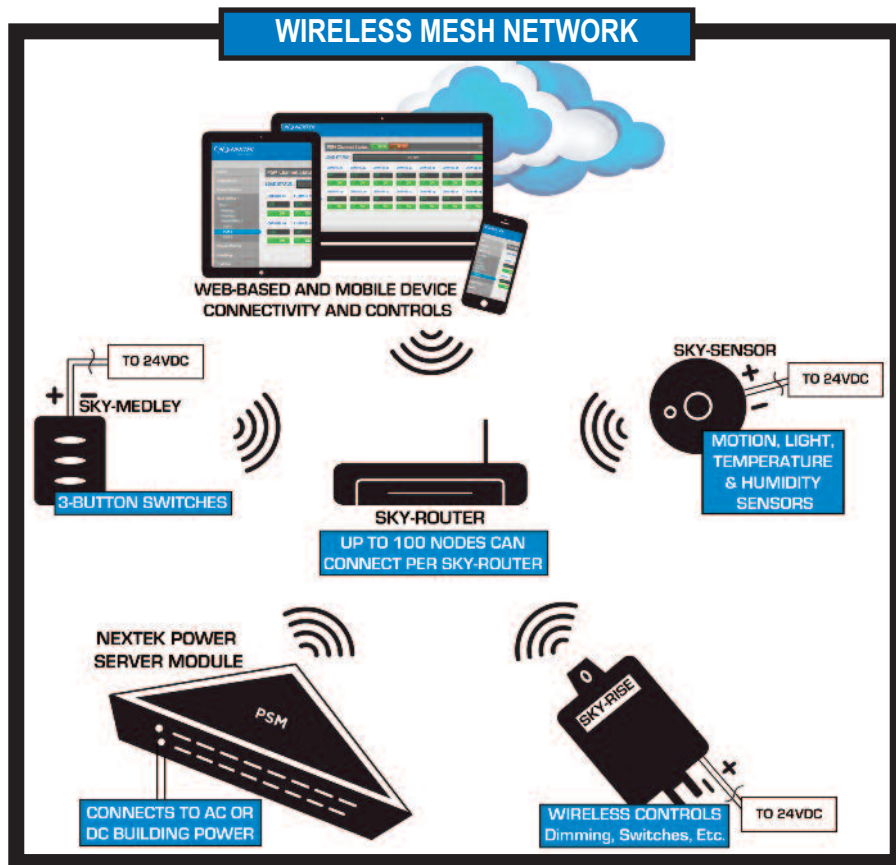 WIRELESS MESH NETWORK
WEB-BASED AND MOBILE DEVICE
CONNECTIVITY AND CONTROLS
TO 24VDC
+ −
SKY-MEDLEY
3-BUTTON SWITCHES
SKY-SENSOR
+
−
TO 24VDC
MOTION, LIGHT,
TEMPERATURE
& HUMIDITY
SENSORS
SKY-ROUTER
UP TO 100 NODES CAN
CONNECT PER SKY-ROUTER
NEXTEK POWER
SERVER MODULE
PSM
CONNECTS TO AC OR
DC BUILDING POWER
SKY-RISE
− +
TO 24VDC
WIRELESS CONTROLS
Dimming, Switches, Etc.